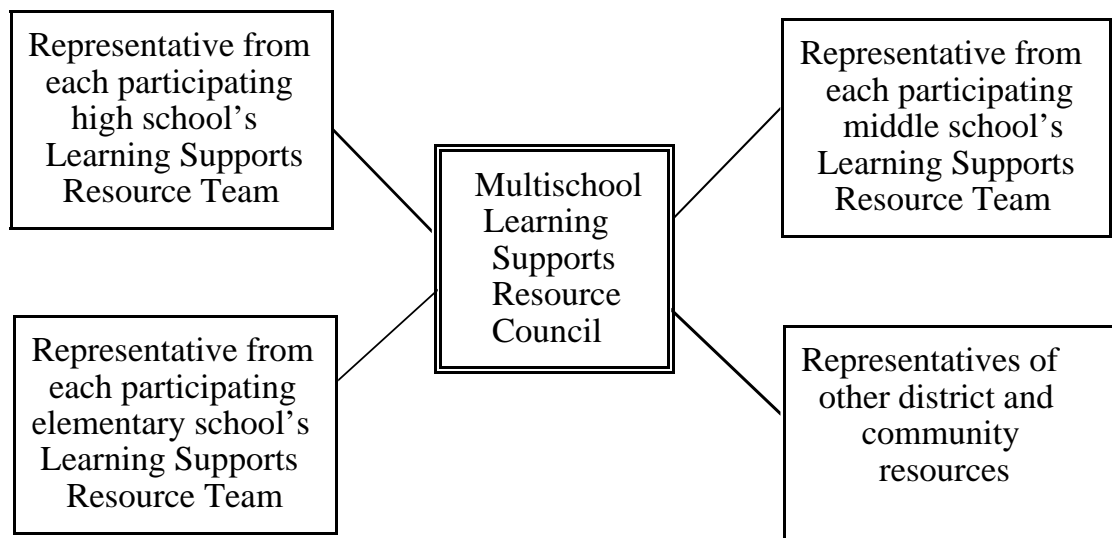 Representative from
each participating
high school’s
Learning Supports
Resource Team
Representative from
each participating
middle school’s
Learning Supports
Resource Team
Multischool
Learning
Supports
Resource
Council
Representative from
each participating
elementary school’s
Learning Supports
Resource Team
Representatives of
other district and
community
resources